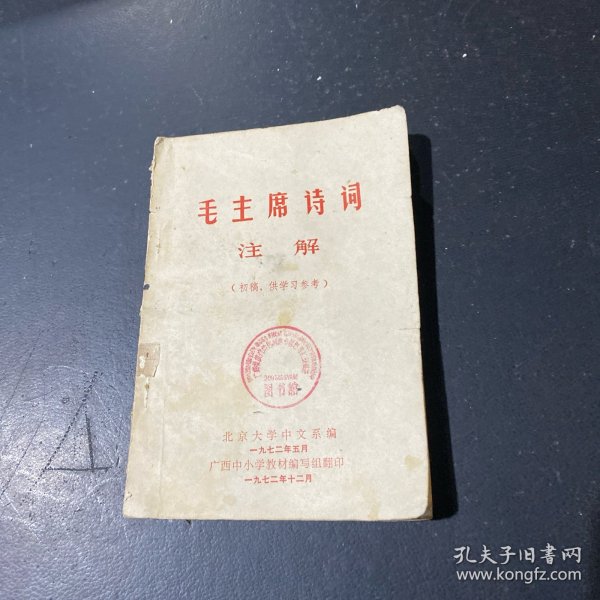 毛主席诗词
注解
（初稿、供学习参考）
图书馆
北京大学中文系编
一九七二年五月
广西中小学教材编写组翻印
一九七二年十二月
孔夫子旧书网
www.kongfz.com